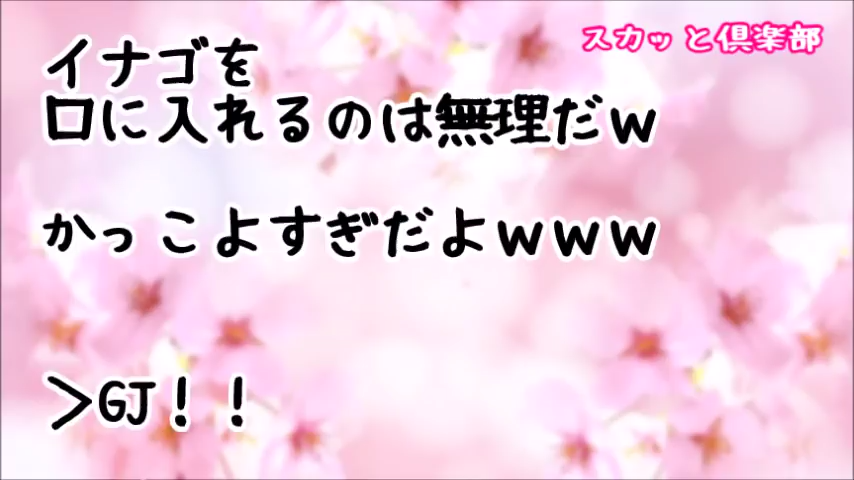 スカッと倶楽部
イナゴを
口に入れるのは無理だｗ
かっこよすぎだよｗｗｗ
＞GJ！！